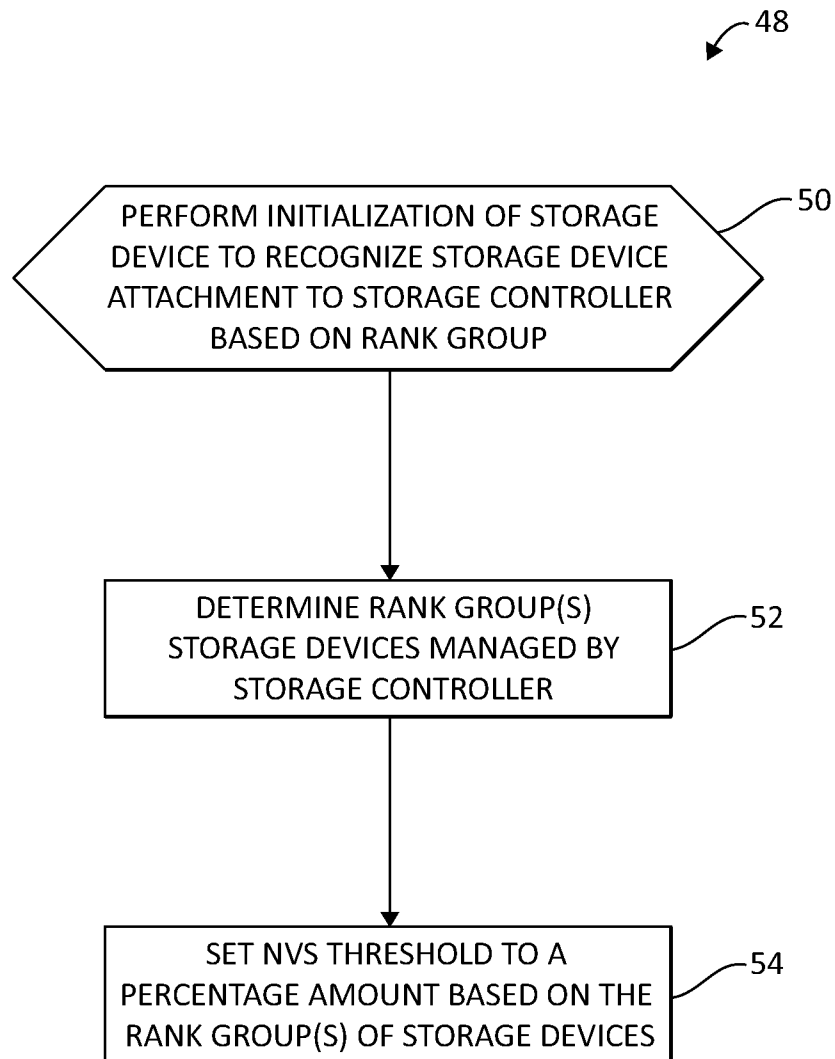 48
PERFORM INITIALIZATION OF STORAGE
DEVICE TO RECOGNIZE STORAGE DEVICE
ATTACHMENT TO STORAGE CONTROLLER
BASED ON RANK GROUP
50
DETERMINE RANK GROUP(S)
STORAGE DEVICES MANAGED BY
STORAGE CONTROLLER
52
SET NVS THRESHOLD TO A
PERCENTAGE AMOUNT BASED ON THE
RANK GROUP(S) OF STORAGE DEVICES
54